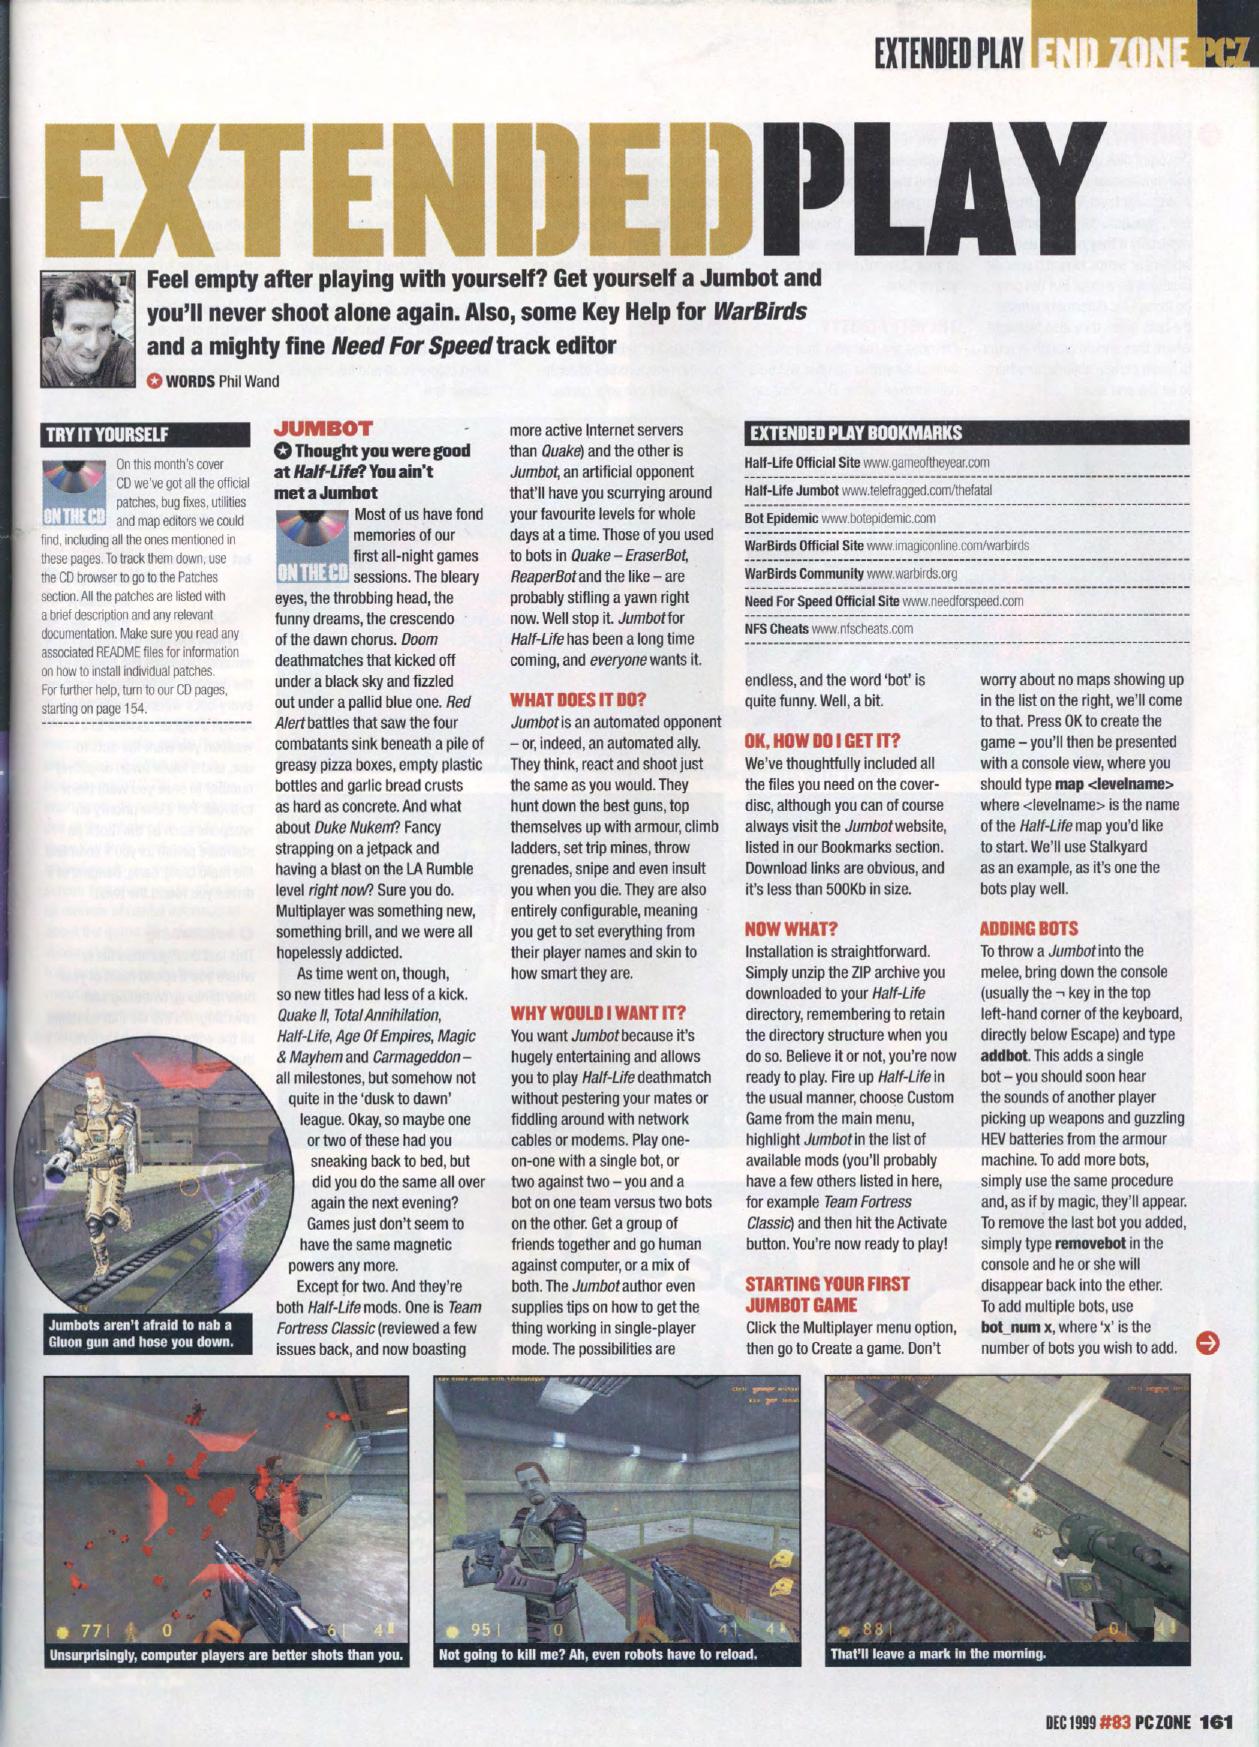 EXTENDED PLAY END ZONE PCZ
EXTENDEDPLAY
Feel empty after playing with yourself? Get yourself a Jumbot and
you'll never shoot alone again. Also, some Key Help for WarBirds
and a mighty fine Need For Speed track editor
WORDS Phil Wand
TRY IT YOURSELF
ON THE CD
On this month's cover
CD we've got all the official
patches, bug fixes, utilities
and map editors we could
find, including all the ones mentioned in
these pages. To track them down, use
the CD browser to go to the Patches
section. All the patches are listed with
a brief description and any relevant
documentation. Make sure you read any
associated README files for information
on how to install individual patches.
For further help, turn to our CD pages,
starting on page 154.
JUMBOT
Thought you were good
at Half-Life? You ain't
met a Jumbot
ON THE CD
Most of us have fond
memories of our
first all-night games
sessions. The bleary
eyes, the throbbing head, the
funny dreams, the crescendo
of the dawn chorus. Doom
deathmatches that kicked off
under a black sky and fizzled
out under a pallid blue one. Red
Alert battles that saw the four
combatants sink beneath a pile of
greasy pizza boxes, empty plastic
bottles and garlic bread crusts
as hard as concrete. And what
about Duke Nukem? Fancy
strapping on a jetpack and
having a blast on the LA Rumble
level right now? Sure you do.
Multiplayer was something new,
something brill, and we were all
hopelessly addicted.
As time went on, though,
so new titles had less of a kick.
Quake II, Total Annihilation,
Half-Life, Age Of Empires, Magic
& Mayhem and Carmageddon –
all milestones, but somehow not
quite in the 'dusk to dawn'
league. Okay, so maybe one
or two of these had you
sneaking back to bed, but
did you do the same all over
again the next evening?
Games just don't seem to
have the same magnetic
powers any more.
Except for two. And they're
both Half-Life mods. One is Team
Fortress Classic (reviewed a few
issues back, and now boasting
more active Internet servers
than Quake) and the other is
Jumbot, an artificial opponent
that'll have you scurrying around
your favourite levels for whole
days at a time. Those of you used
to bots in Quake – EraserBot,
ReaperBot and the like – are
probably stifling a yawn right
now. Well stop it. Jumbot for
Half-Life has been a long time
coming, and everyone wants it.
WHAT DOES IT DO?
Jumbot is an automated opponent
– or, indeed, an automated ally.
They think, react and shoot just
the same as you would. They
hunt down the best guns, top
themselves up with armour, climb
ladders, set trip mines, throw
grenades, snipe and even insult
you when you die. They are also
entirely configurable, meaning
you get to set everything from
their player names and skin to
how smart they are.
WHY WOULD I WANT IT?
You want Jumbot because it's
hugely entertaining and allows
you to play Half-Life deathmatch
without pestering your mates or
fiddling around with network
cables or modems. Play one-
on-one with a single bot, or
two against two – you and a
bot on one team versus two bots
on the other. Get a group of
friends together and go human
against computer, or a mix of
both. The Jumbot author even
supplies tips on how to get the
thing working in single-player
mode. The possibilities are
EXTENDED PLAY BOOKMARKS
Half-Life Official Site www.gameoftheyear.com
Half-Life Jumbot www.telefragged.com/thefatal
Bot Epidemic www.botepidemic.com
WarBirds Official Site www.imagiconline.com/warbirds
WarBirds Community www.warbirds.org
Need For Speed Official Site www.needforspeed.com
NFS Cheats www.nfscheats.com
endless, and the word 'bot' is
quite funny. Well, a bit.
OK, HOW DO I GET IT?
We've thoughtfully included all
the files you need on the cover-
disc, although you can of course
always visit the Jumbot website,
listed in our Bookmarks section.
Download links are obvious, and
it's less than 500Kb in size.
NOW WHAT?
Installation is straightforward.
Simply unzip the ZIP archive you
downloaded to your Half-Life
directory, remembering to retain
the directory structure when you
do so. Believe it or not, you're now
ready to play. Fire up Half-Life in
the usual manner, choose Custom
Game from the main menu,
highlight Jumbot in the list of
available mods (you'll probably
have a few others listed in here,
for example Team Fortress
Classic) and then hit the Activate
button. You're now ready to play!
STARTING YOUR FIRST
JUMBOT GAME
Click the Multiplayer menu option,
then go to Create a game. Don't
worry about no maps showing up
in the list on the right, we'll come
to that. Press OK to create the
game – you'll then be presented
with a console view, where you
should type map <levelname>
where <levelname> is the name
of the Half-Life map you'd like
to start. We'll use Stalkyard
as an example, as it's one the
bots play well.
ADDING BOTS
To throw a Jumbot into the
melee, bring down the console
(usually the ¬ key in the top
left-hand corner of the keyboard,
directly below Escape) and type
addbot. This adds a single
bot – you should soon hear
the sounds of another player
picking up weapons and guzzling
HEV batteries from the armour
machine. To add more bots,
simply use the same procedure
and, as if by magic, they'll appear.
To remove the last bot you added,
simply type removebot in the
console and he or she will
disappear back into the ether.
To add multiple bots, use
bot_num x, where 'x' is the
number of bots you wish to add.
Jumbots aren't afraid to nab a
Gluon gun and hose you down.
77 0 61 4
Unsurprisingly, computer players are better shots than you.
95 0 41 4
Not going to kill me? Ah, even robots have to reload.
88 0
That'll leave a mark in the morning.
DEC 1999 #83 PC ZONE 161